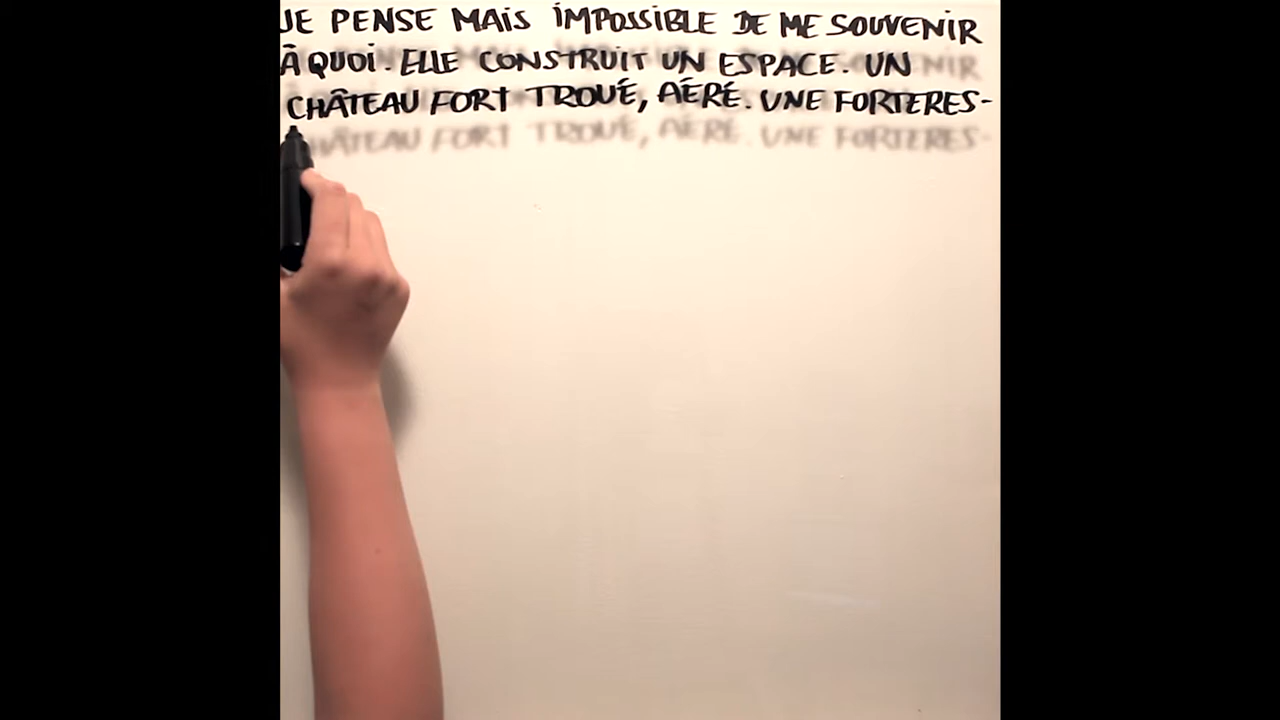 JE PENSE MAIS IMPOSSIBLE DE ME SOUVENIR
À QUOI. ELLE CONSTRUIT UN ESPACE. UN
CHÂTEAU FORT TROUÉ, AÉRÉ. UNE FORTERES-